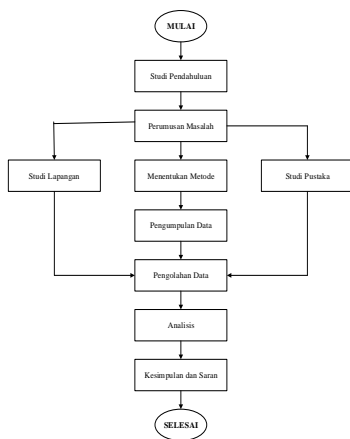 MULAI
Studi Pendahuluan
Perumusan Masalah
Studi Lapangan
Menentukan Metode
Studi Pustaka
Pengumpulan Data
Pengolahan Data
Analisis
Kesimpulan dan Saran
SELESAI